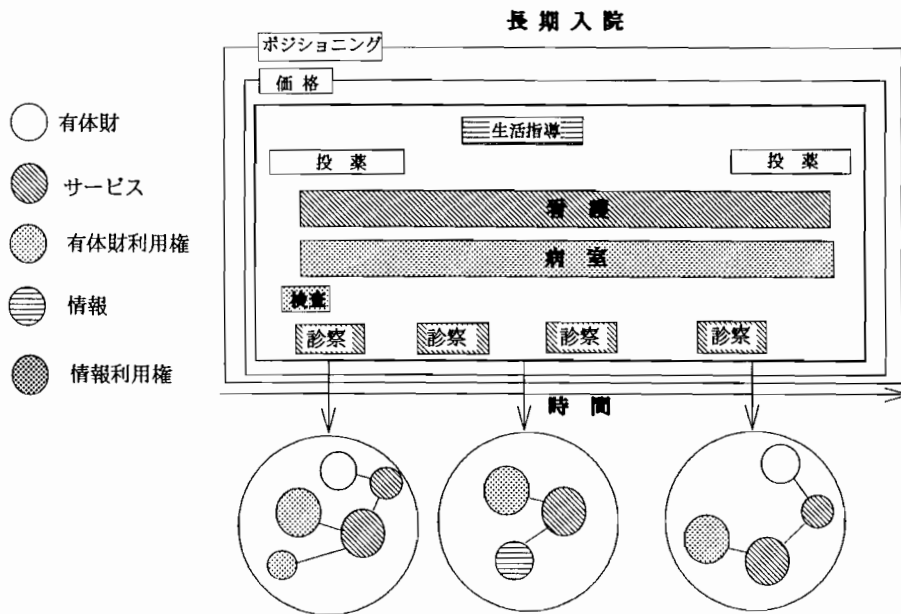 長期入院
ポジショニング
価格
有体財
サービス
有体財利用権
情報
情報利用権
生活指導
投薬
投薬
看護
病室
検査
診察
診察
診察
診察
時間